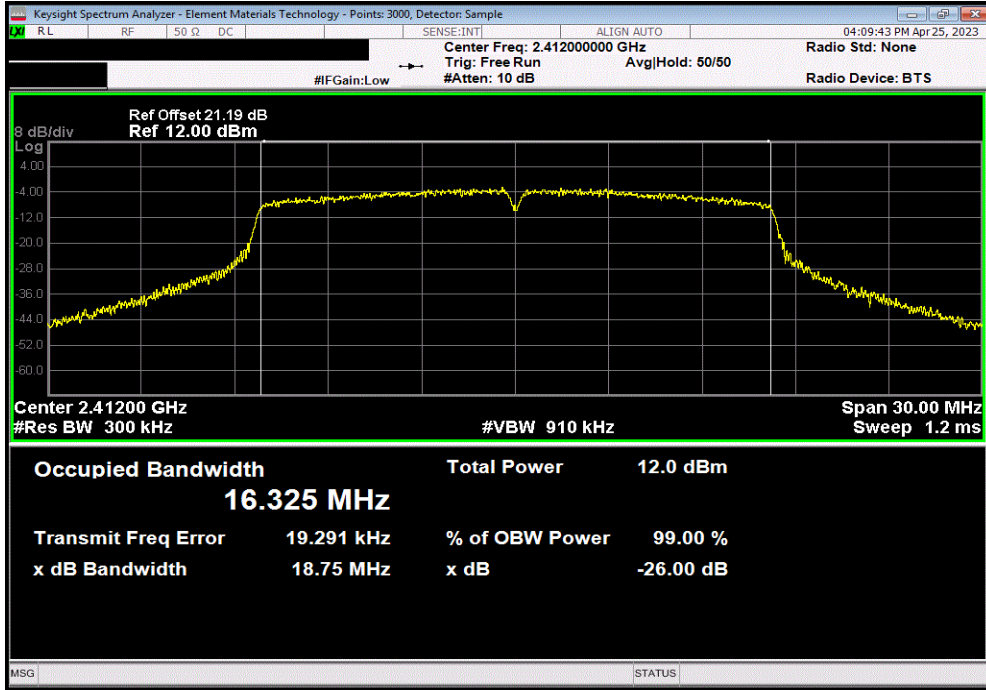 Keysight Spectrum Analyzer - Element Materials Technology - Points: 3000, Detector: Sample
LXI RL RF 50 Ω DC SENSE:INT ALIGN AUTO 04:09:43 PM Apr 25, 2023
Center Freq: 2.412000000 GHz Radio Std: None
Trig: Free Run Avg|Hold: 50/50
#IFGain:Low #Atten: 10 dB Radio Device: BTS
Ref Offset 21.19 dB
8 dB/div Ref 12.00 dBm
Log
4.00
-4.00
-12.0
-20.0
-28.0
-36.0
-44.0
-52.0
-60.0
Center 2.41200 GHz Span 30.00 MHz
#Res BW 300 kHz #VBW 910 kHz Sweep 1.2 ms
Occupied Bandwidth Total Power 12.0 dBm
16.325 MHz
Transmit Freq Error 19.291 kHz % of OBW Power 99.00 %
x dB Bandwidth 18.75 MHz x dB -26.00 dB
MSG STATUS